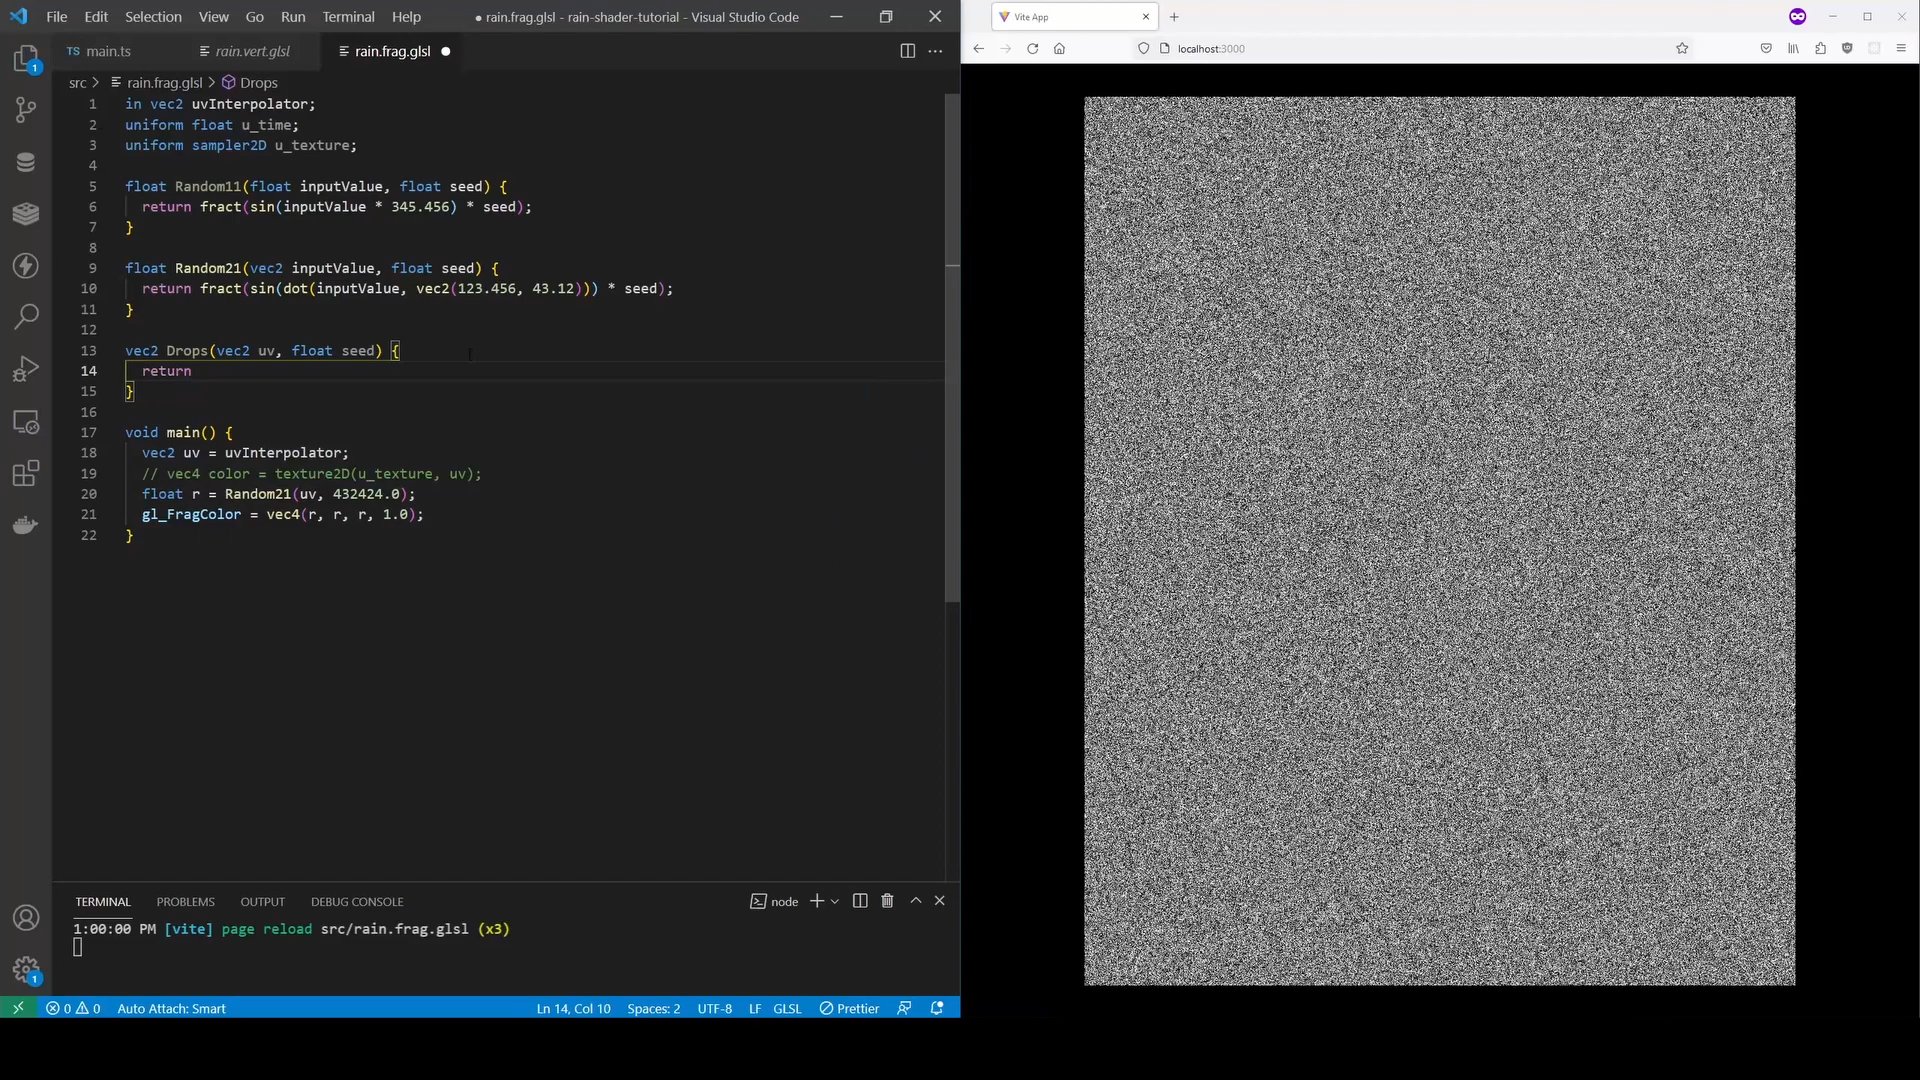 File Edit Selection View Go Run Terminal Help
● rain.frag.glsl - rain-shader-tutorial - Visual Studio Code
TS main.ts
rain.vert.glsl
rain.frag.glsl ●
src > rain.frag.glsl > Drops
1 in vec2 uvInterpolator;
2 uniform float u_time;
3 uniform sampler2D u_texture;
4
5 float Random11(float inputValue, float seed) {
6 return fract(sin(inputValue * 345.456) * seed);
7 }
8
9 float Random21(vec2 inputValue, float seed) {
10 return fract(sin(dot(inputValue, vec2(123.456, 43.12))) * seed);
11 }
12
13 vec2 Drops(vec2 uv, float seed) {
14 return
15 }
16
17 void main() {
18 vec2 uv = uvInterpolator;
19 // vec4 color = texture2D(u_texture, uv);
20 float r = Random21(uv, 432424.0);
21 gl_FragColor = vec4(r, r, r, 1.0);
22 }
1
1
TERMINAL PROBLEMS OUTPUT DEBUG CONSOLE
node
1:00:00 PM [vite] page reload src/rain.frag.glsl (x3)
0 0 Auto Attach: Smart
Ln 14, Col 10 Spaces: 2 UTF-8 LF GLSL Prettier
Vite App
localhost:3000